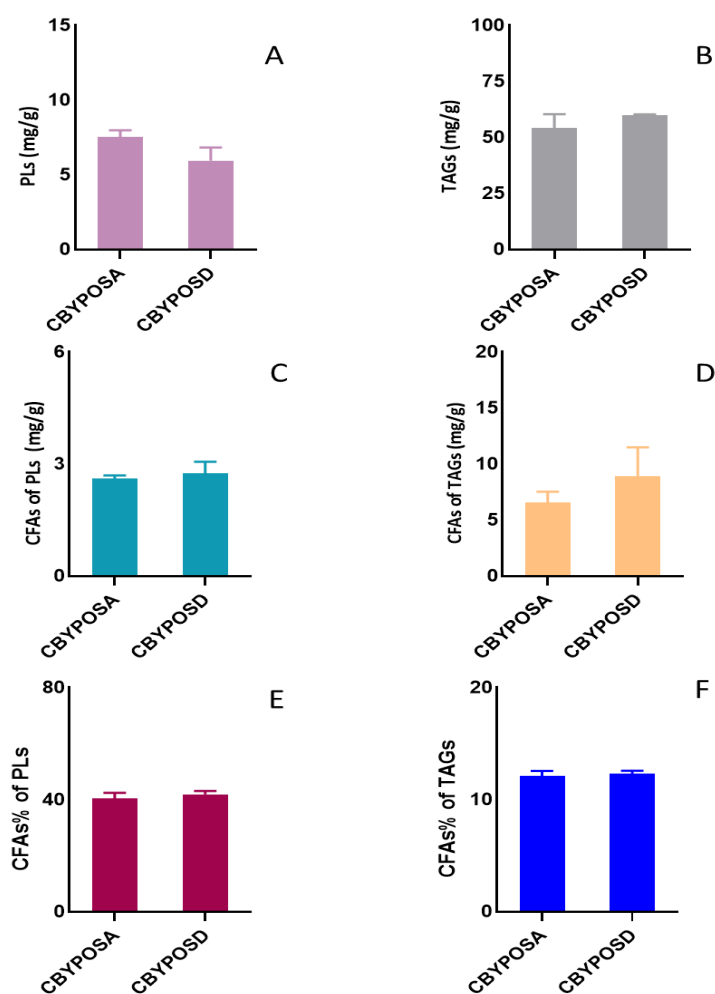 A
15
10
5
0
PLs (mg/g)
CBYPOSA
CBYPOSD
B
100
75
50
25
0
TAGs (mg/g)
CBYPOSA
CBYPOSD
C
6
3
0
CFAs of PLs (mg/g)
CBYPOSA
CBYPOSD
D
20
15
10
5
0
CFAs of TAGs (mg/g)
CBYPOSA
CBYPOSD
E
80
40
0
CFAs% of PLs
CBYPOSA
CBYPOSD
F
20
10
0
CFAs% of TAGs
CBYPOSA
CBYPOSD